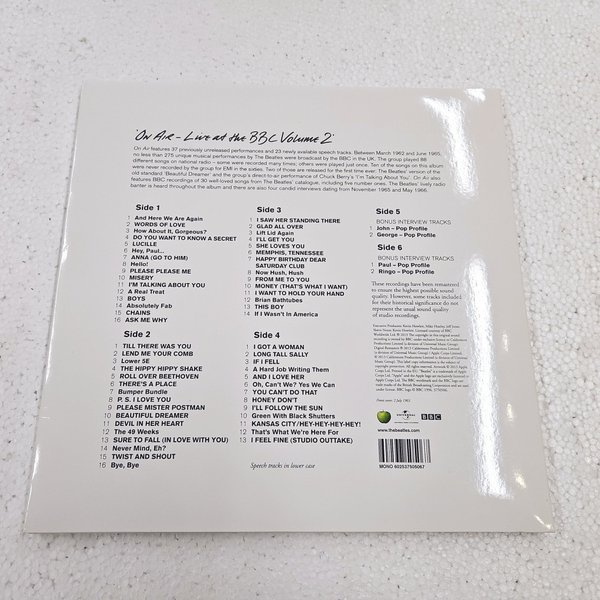 'ON AIR – LIVE AT THE BBC VOLUME 2'
On Air features 37 previously unreleased performances and 23 newly available speech tracks. Between March 1962 and June 1965,
no less than 275 unique musical performances by The Beatles were broadcast by the BBC in the UK. The group played 88
different songs on national radio – some were recorded many times; others were played just once. Ten of the songs on this album
were never recorded by the group for EMI in the sixties. Two of those are released for the first time ever: The Beatles' version of the
old standard 'Beautiful Dreamer' and the group's direct-to-air performance of Chuck Berry's 'I'm Talking About You'. On Air also
features BBC recordings of 30 well-loved songs from The Beatles' catalogue, including five number ones. The Beatles' lively radio
banter is heard throughout the album and there are also four candid interviews dating from November 1965 and May 1966.
Side 1
1 And Here We Are Again
2 WORDS OF LOVE
3 How About It, Gorgeous?
4 DO YOU WANT TO KNOW A SECRET
5 LUCILLE
6 Hey, Paul...
7 ANNA (GO TO HIM)
8 Hello!
9 PLEASE PLEASE ME
10 MISERY
11 I'M TALKING ABOUT YOU
12 A Real Treat
13 BOYS
14 Absolutely Fab
15 CHAINS
16 ASK ME WHY
Side 2
1 TILL THERE WAS YOU
2 LEND ME YOUR COMB
3 Lower 5E
4 THE HIPPY HIPPY SHAKE
5 ROLL OVER BEETHOVEN
6 THERE'S A PLACE
7 Bumper Bundle
8 P. S. I LOVE YOU
9 PLEASE MISTER POSTMAN
10 BEAUTIFUL DREAMER
11 DEVIL IN HER HEART
12 The 49 Weeks
13 SURE TO FALL (IN LOVE WITH YOU)
14 Never Mind, Eh?
15 TWIST AND SHOUT
16 Bye, Bye
Side 3
1 I SAW HER STANDING THERE
2 GLAD ALL OVER
3 Lift Lid Again
4 I'LL GET YOU
5 SHE LOVES YOU
6 MEMPHIS, TENNESSEE
7 HAPPY BIRTHDAY DEAR
SATURDAY CLUB
8 Now Hush, Hush
9 FROM ME TO YOU
10 MONEY (THAT'S WHAT I WANT)
11 I WANT TO HOLD YOUR HAND
12 Brian Bathtubes
13 THIS BOY
14 If I Wasn't In America
Side 4
1 I GOT A WOMAN
2 LONG TALL SALLY
3 IF I FELL
4 A Hard Job Writing Them
5 AND I LOVE HER
6 Oh, Can't We? Yes We Can
7 YOU CAN'T DO THAT
8 HONEY DON'T
9 I'LL FOLLOW THE SUN
10 Green With Black Shutters
11 KANSAS CITY/HEY-HEY-HEY-HEY!
12 That's What We're Here For
13 I FEEL FINE (STUDIO OUTTAKE)
Speech tracks in lower case
Side 5
BONUS INTERVIEW TRACKS
1 John – Pop Profile
2 George – Pop Profile
Side 6
BONUS INTERVIEW TRACKS
1 Paul – Pop Profile
2 Ringo – Pop Profile
These recordings have been remastered
to ensure the highest possible sound
quality. However, some tracks included
for their historical significance do not
represent the usual sound quality
of studio recordings.
UNIVERSAL
BBC
www.thebeatles.com
MONO 602537505067